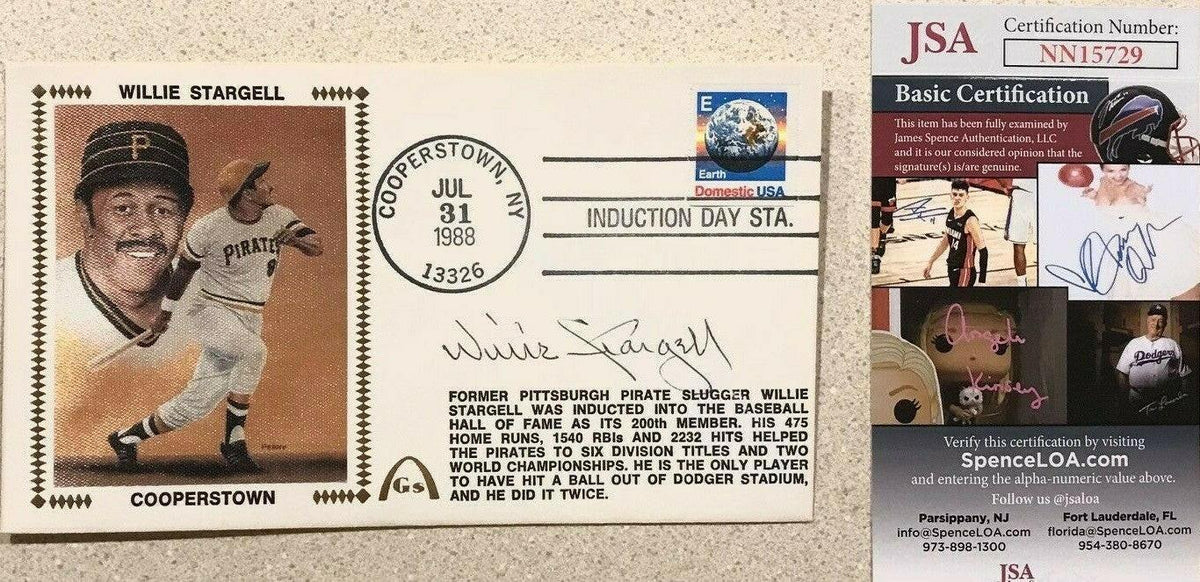 WILLIE STARGELL
P
PIRATES
8
COOPERSTOWN
COOPERSTOWN, NY
JUL
31
1988
13326
E
Earth
Domestic USA
INDUCTION DAY STA.
Willie Stargell
FORMER PITTSBURGH PIRATE SLUGGER WILLIE
STARGELL WAS INDUCTED INTO THE BASEBALL
HALL OF FAME AS ITS 200th MEMBER. HIS 475
HOME RUNS, 1540 RBIs AND 2232 HITS HELPED
THE PIRATES TO SIX DIVISION TITLES AND TWO
WORLD CHAMPIONSHIPS. HE IS THE ONLY PLAYER
TO HAVE HIT A BALL OUT OF DODGER STADIUM,
AND HE DID IT TWICE.
Gs
JSA
Certification Number:
NN15729
Basic Certification
This item has been fully examined by
James Spence Authentication, LLC
and it is our considered opinion that the
signature(s) is/are genuine.
14
Angela
Kinsey
Dodgers
Verify this certification by visiting
SpenceLOA.com
and entering the alpha-numeric value above.
Follow us @jsaloa
Parsippany, NJ
info@SpenceLOA.com
973-898-1300
Fort Lauderdale, FL
florida@SpenceLOA.com
954-380-8670
JSA